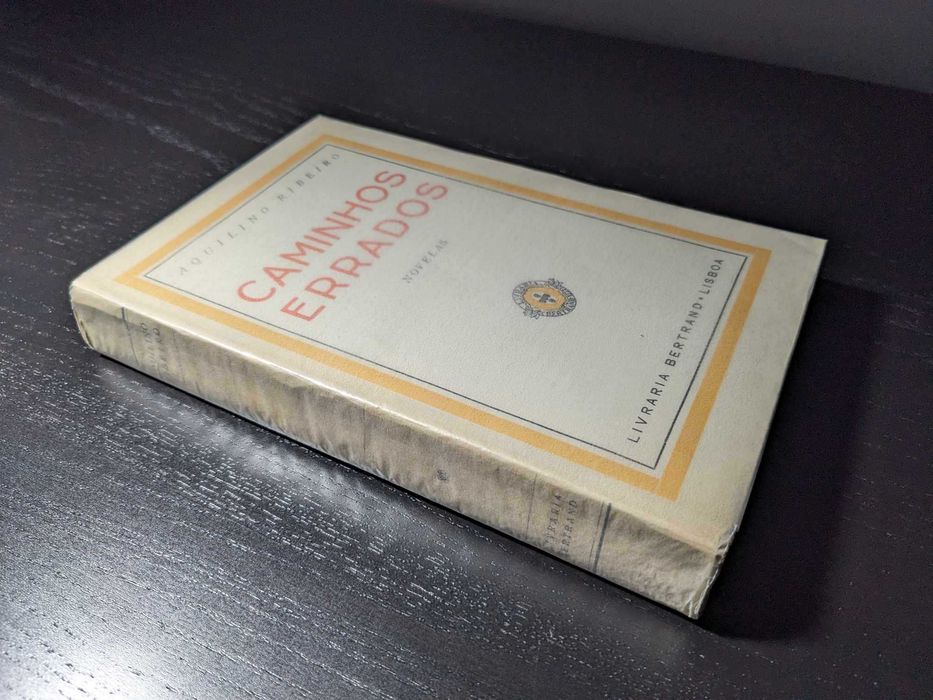 AQUILINO RIBEIRO
CAMINHOS
ERRADOS
NOVELAS
LIVRARIA BERTRAND • LISBOA
LIVRARIA
BERTRAND